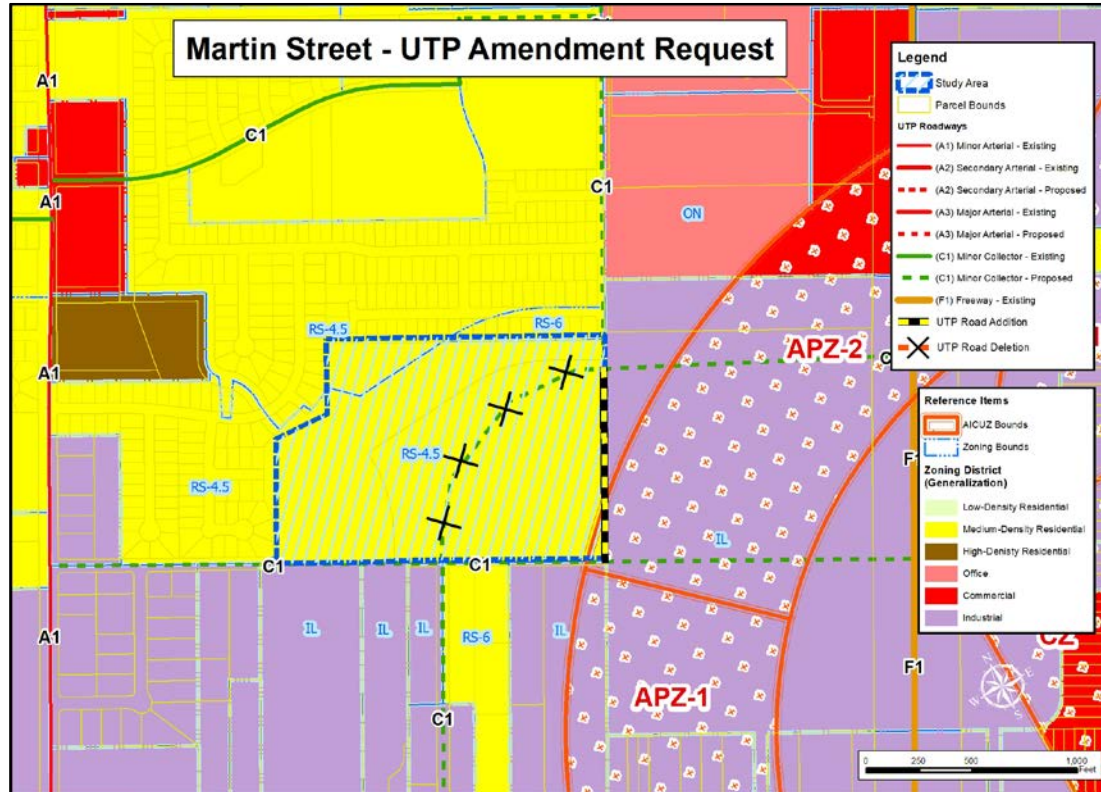 Martin Street - UTP Amendment Request
Legend
Study Area
Parcel Bounds
UTP Roadways
(A1) Minor Arterial - Existing
(A2) Secondary Arterial - Existing
(A2) Secondary Arterial - Proposed
(A3) Major Arterial - Existing
(A3) Major Arterial - Proposed
(C1) Minor Collector - Existing
(C1) Minor Collector - Proposed
(F1) Freeway - Existing
UTP Road Addition
UTP Road Deletion
Reference Items
AICUZ Bounds
Zoning Bounds
Zoning District
(Generalization)
Low-Density Residential
Medium-Density Residential
High-Denisty Residential
Office
Commercial
Industrial
A1
C1
A1
C1
ON
RS-4.5
RS-6
APZ-2
A1
RS-4.5
RS-4.5
F1
IL
C1
C1
IL
IL
IL
RS-6
IL
A1
APZ-1
CZ
F1
C1
N
E
W
S
0 250 500 1,000
Feet